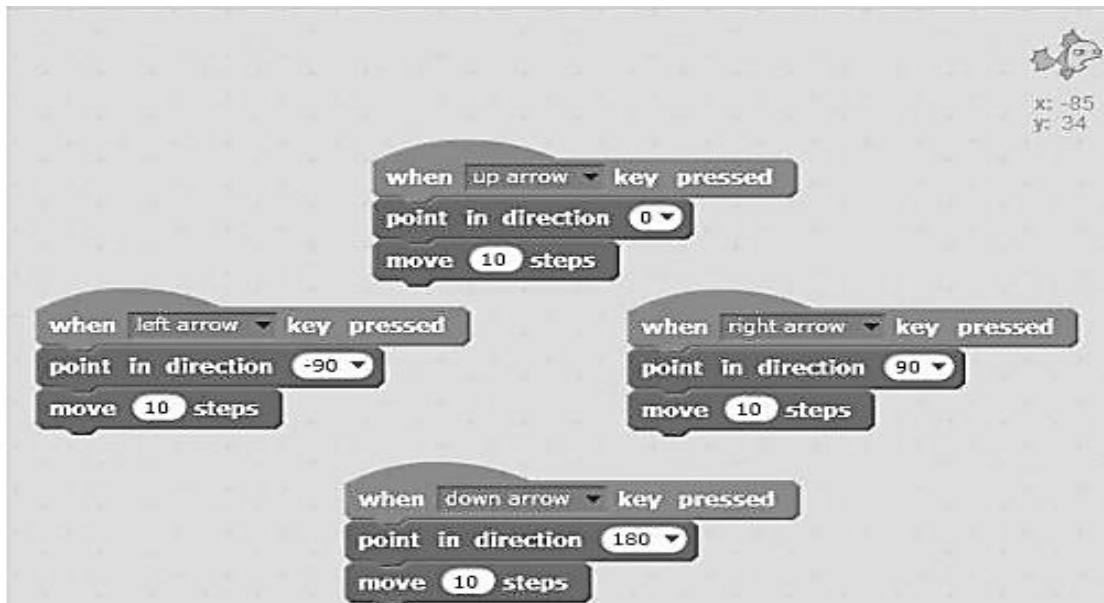 x: -85
y: 34
when up arrow key pressed
point in direction 0
move 10 steps
when left arrow key pressed
point in direction -90
move 10 steps
when right arrow key pressed
point in direction 90
move 10 steps
when down arrow key pressed
point in direction 180
move 10 steps